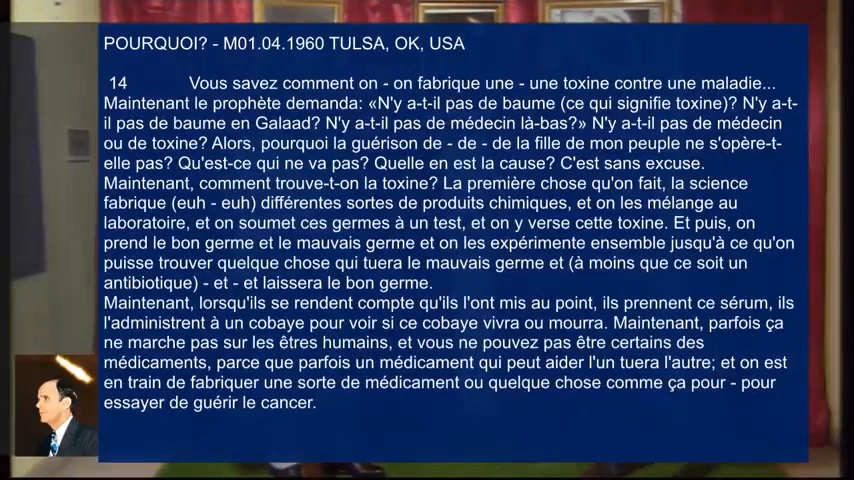 POURQUOI? - M01.04.1960 TULSA, OK, USA
14 Vous savez comment on - on fabrique une - une toxine contre une maladie...
Maintenant le prophète demanda: «N'y a-t-il pas de baume (ce qui signifie toxine)? N'y a-t-
il pas de baume en Galaad? N'y a-t-il pas de médecin là-bas?» N'y a-t-il pas de médecin
ou de toxine? Alors, pourquoi la guérison de - de - de la fille de mon peuple ne s'opère-t-
elle pas? Qu'est-ce qui ne va pas? Quelle en est la cause? C'est sans excuse.
Maintenant, comment trouve-t-on la toxine? La première chose qu'on fait, la science
fabrique (euh - euh) différentes sortes de produits chimiques, et on les mélange au
laboratoire, et on soumet ces germes à un test, et on y verse cette toxine. Et puis, on
prend le bon germe et le mauvais germe et on les expérimente ensemble jusqu'à ce qu'on
puisse trouver quelque chose qui tuera le mauvais germe et (à moins que ce soit un
antibiotique) - et - et laissera le bon germe.
Maintenant, lorsqu'ils se rendent compte qu'ils l'ont mis au point, ils prennent ce sérum, ils
l'administrent à un cobaye pour voir si ce cobaye vivra ou mourra. Maintenant, parfois ça
ne marche pas sur les êtres humains, et vous ne pouvez pas être certains des
médicaments, parce que parfois un médicament qui peut aider l'un tuera l'autre; et on est
en train de fabriquer une sorte de médicament ou quelque chose comme ça pour - pour
essayer de guérir le cancer.